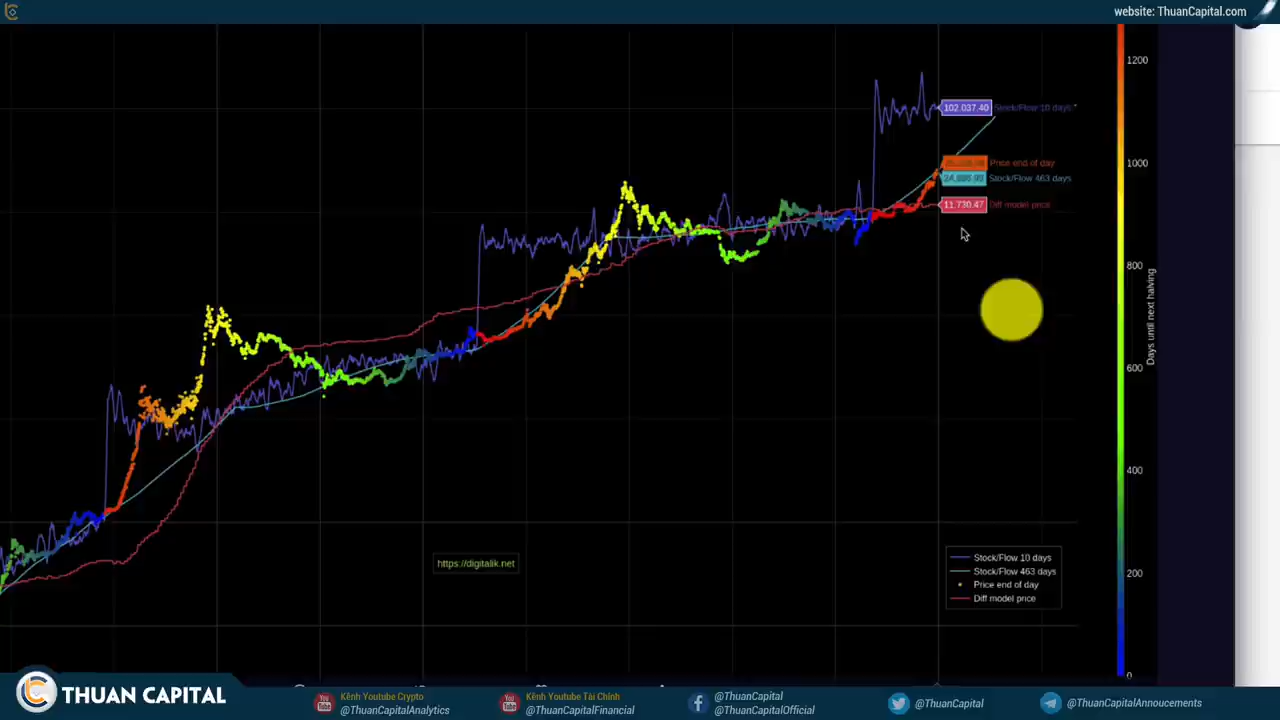 website: ThuanCapital.com
1200
102,037.40 Stock/Flow 10 days
1000
Price end of day
Stock/Flow 463 days
11,730.47 Diff model price
800
Days until next halving
600
400
https://digitalik.net
Stock/Flow 10 days
Stock/Flow 463 days
Price end of day
Diff model price
200
0
THUAN CAPITAL
You
Kênh Youtube Crypto
@ThuanCapitalAnalytics
You
Kênh Youtube Tài Chính
@ThuanCapitalFinancial
@ThuanCapital
@ThuanCapitalOfficial
@ThuanCapital
@ThuanCapitalAnnoucements